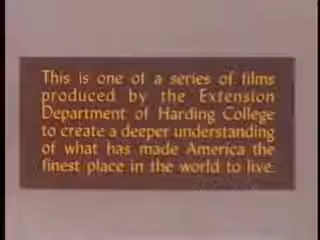 This is one of a series of films
produced by the Extension
Department of Harding College
to create a deeper understanding
of what has made America the
finest place in the world to live.